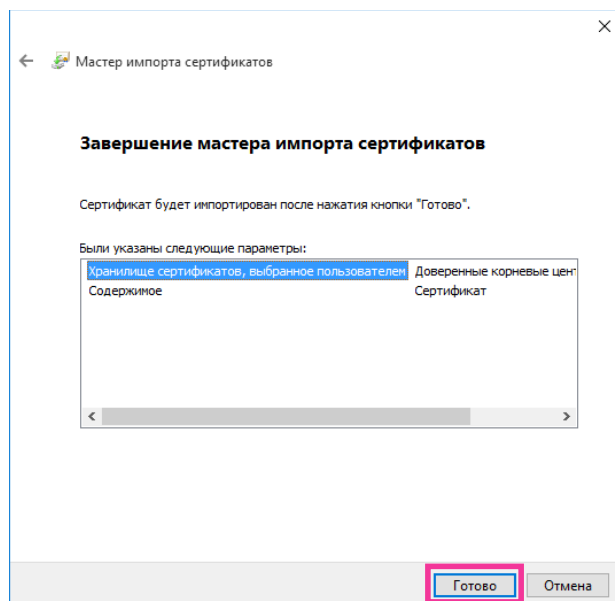 Мастер импорта сертификатов
Завершение мастера импорта сертификатов
Сертификат будет импортирован после нажатия кнопки "Готово".
Были указаны следующие параметры:
Хранилище сертификатов, выбранное пользователем Доверенные корневые цен
Содержимое Сертификат
Готово Отмена